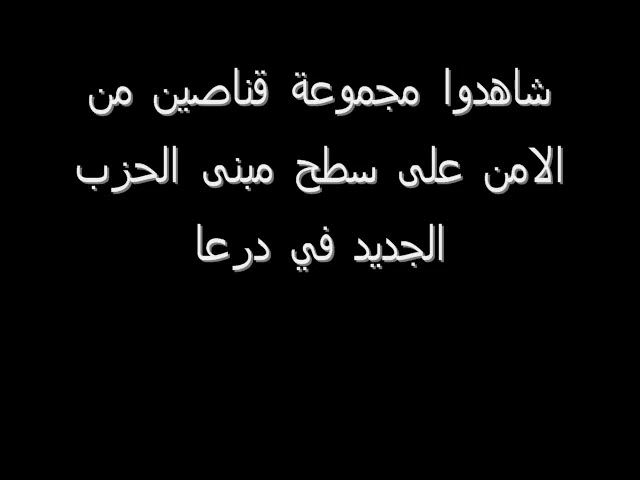 شاهدوا مجموعة قناصين من
الامن على سطح مبنى الحزب
الجديد في درعا